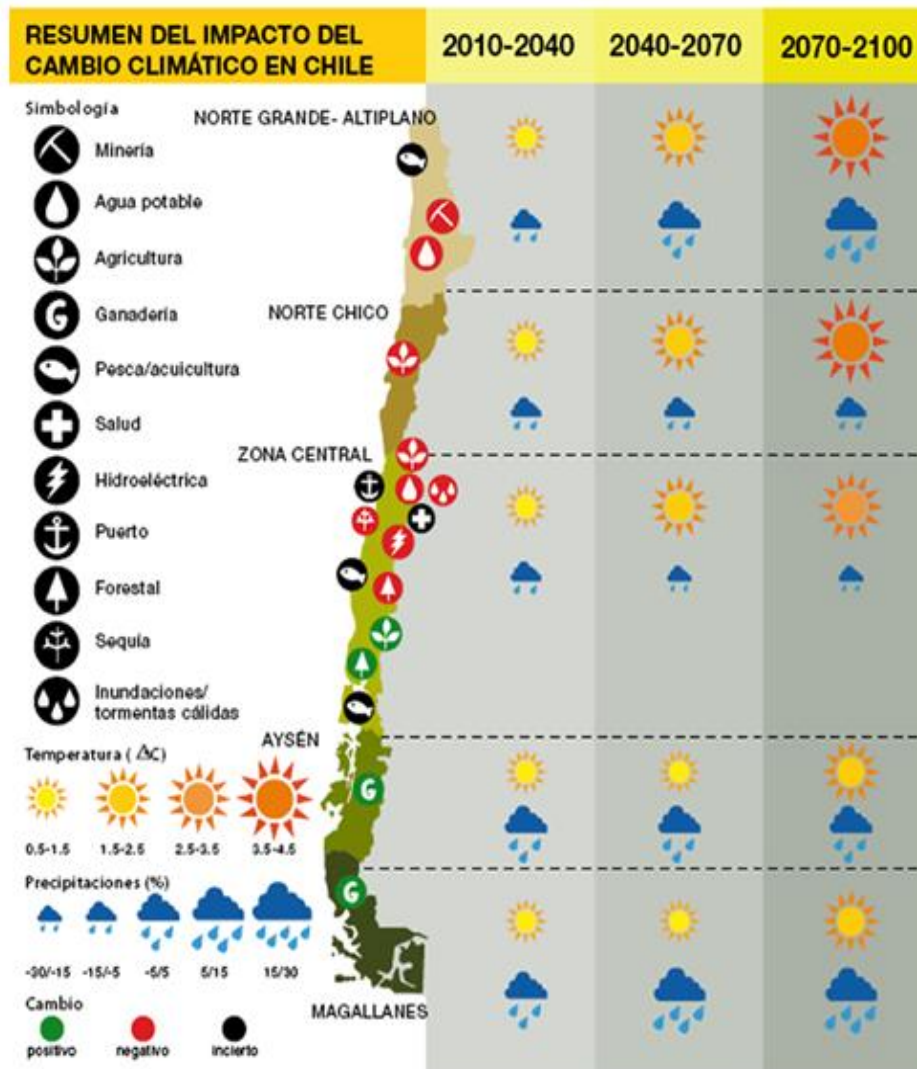 RESUMEN DEL IMPACTO DEL
CAMBIO CLIMÁTICO EN CHILE
2010-2040
2040-2070
2070-2100
Simbología
Minería
Agua potable
Agricultura
Ganadería
Pesca/acuicultura
Salud
Hidroeléctrica
Puerto
Forestal
Sequía
Inundaciones/
tormentas cálidas
NORTE GRANDE- ALTIPLANO
NORTE CHICO
ZONA CENTRAL
AYSÉN
MAGALLANES
Temperatura ( ΔC)
0.5-1.5
1.5-2.5
2.5-3.5
3.5-4.5
Precipitaciones (%)
-30/-15
-15/-5
-5/5
5/15
15/30
Cambio
positivo
negativo
incierto